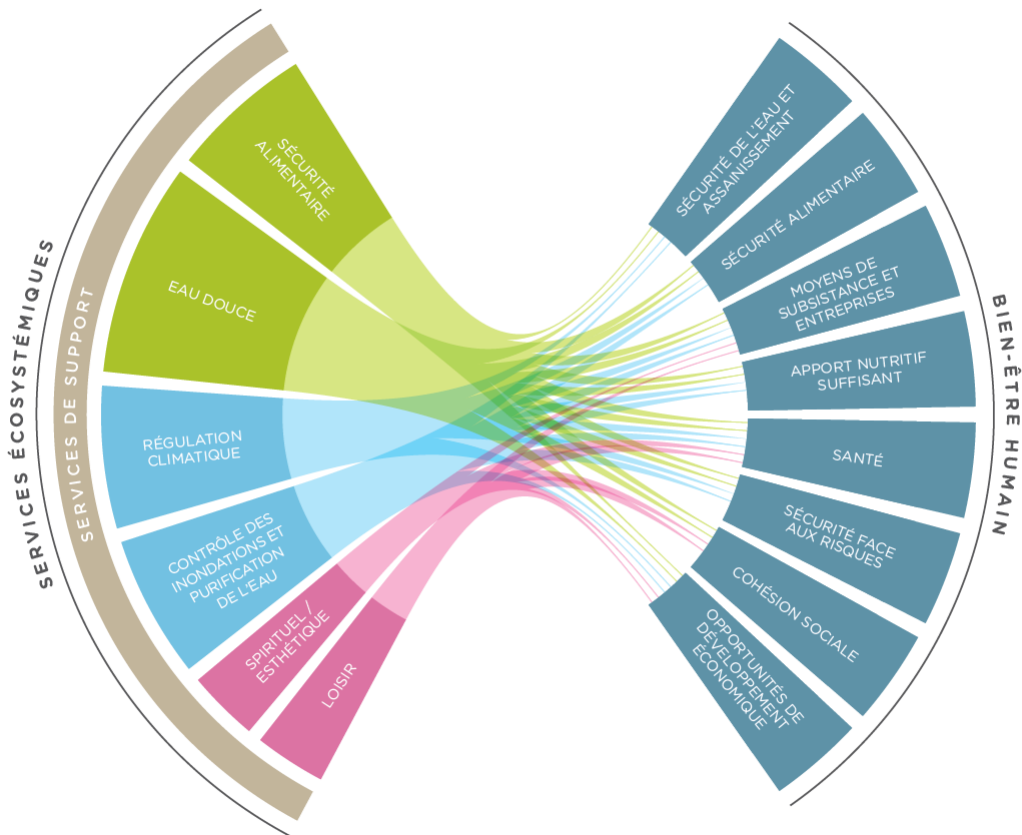 SERVICES ÉCOSYSTÉMIQUES
SERVICES DE SUPPORT
SÉCURITÉ
ALIMENTAIRE
EAU DOUCE
RÉGULATION
CLIMATIQUE
CONTRÔLE DES
INONDATIONS ET
PURIFICATION
DE L'EAU
SPIRITUEL /
ESTHÉTIQUE
LOISIR
SÉCURITÉ DE L'EAU ET
ASSAINISSEMENT
SÉCURITÉ ALIMENTAIRE
MOYENS DE
SUBSISTANCE ET
ENTREPRISES
APPORT NUTRITIF
SUFFISANT
SANTÉ
SÉCURITÉ FACE
AUX RISQUES
COHÉSION SOCIALE
OPPORTUNITÉS DE
DÉVELOPPEMENT
ÉCONOMIQUE
BIEN-ÊTRE HUMAIN